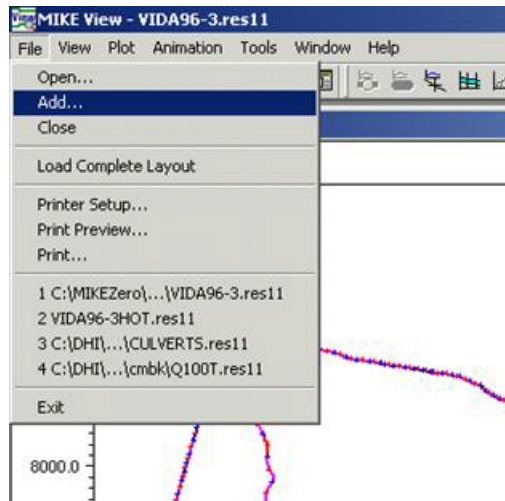 MIKE View - VIDA96-3.res11
File View Plot Animation Tools Window Help
Open...
Add...
Close
Load Complete Layout
Printer Setup...
Print Preview...
Print...
1 C:\MIKEZero\...\VIDA96-3.res11
2 VIDA96-3HOT.res11
3 C:\DHI\...\CULVERTS.res11
4 C:\DHI\...\cmbk\Q100T.res11
Exit
8000.0